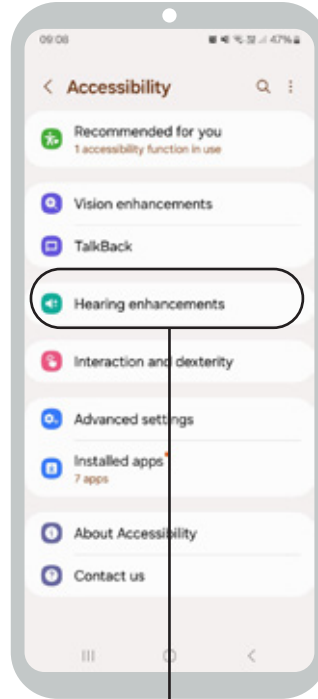 09:08
47%
Accessibility
Recommended for you
1 accessibility function in use
Vision enhancements
TalkBack
Hearing enhancements
Interaction and dexterity
Advanced settings
Installed apps
7 apps
About Accessibility
Contact us